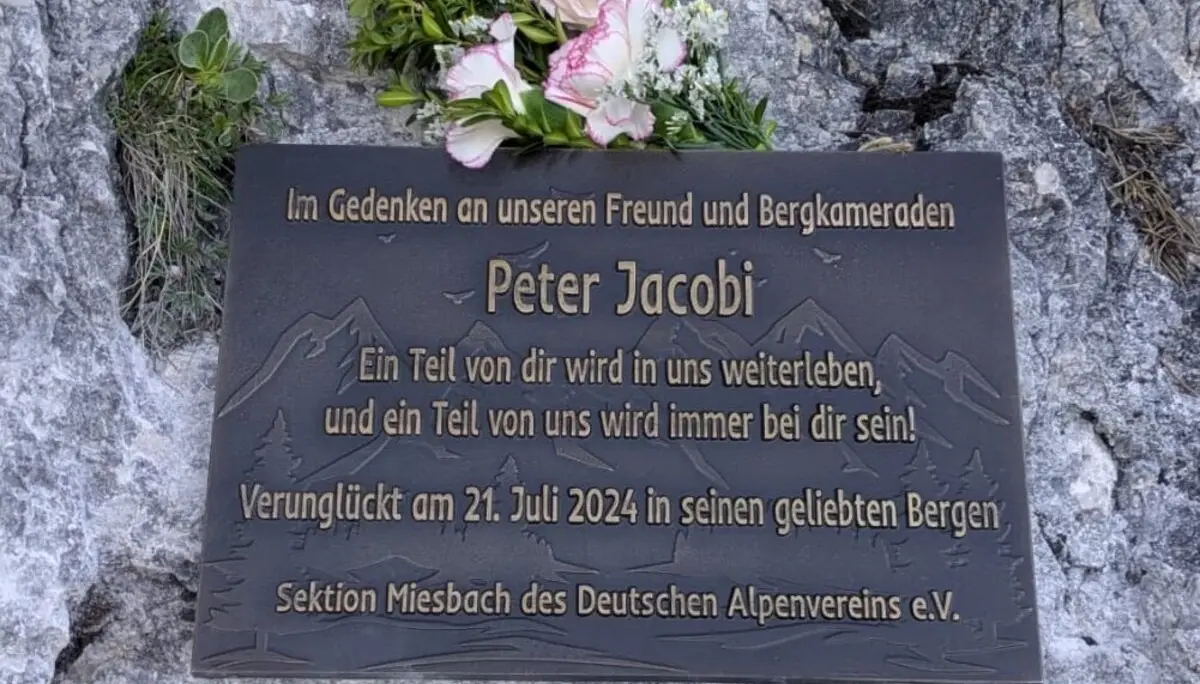 Im Gedenken an unseren Freund und Bergkameraden
Peter Jacobi
Ein Teil von dir wird in uns weiterleben,
und ein Teil von uns wird immer bei dir sein!
Verunglückt am 21. Juli 2024 in seinen geliebten Bergen
Sektion Miesbach des Deutschen Alpenvereins e.V.